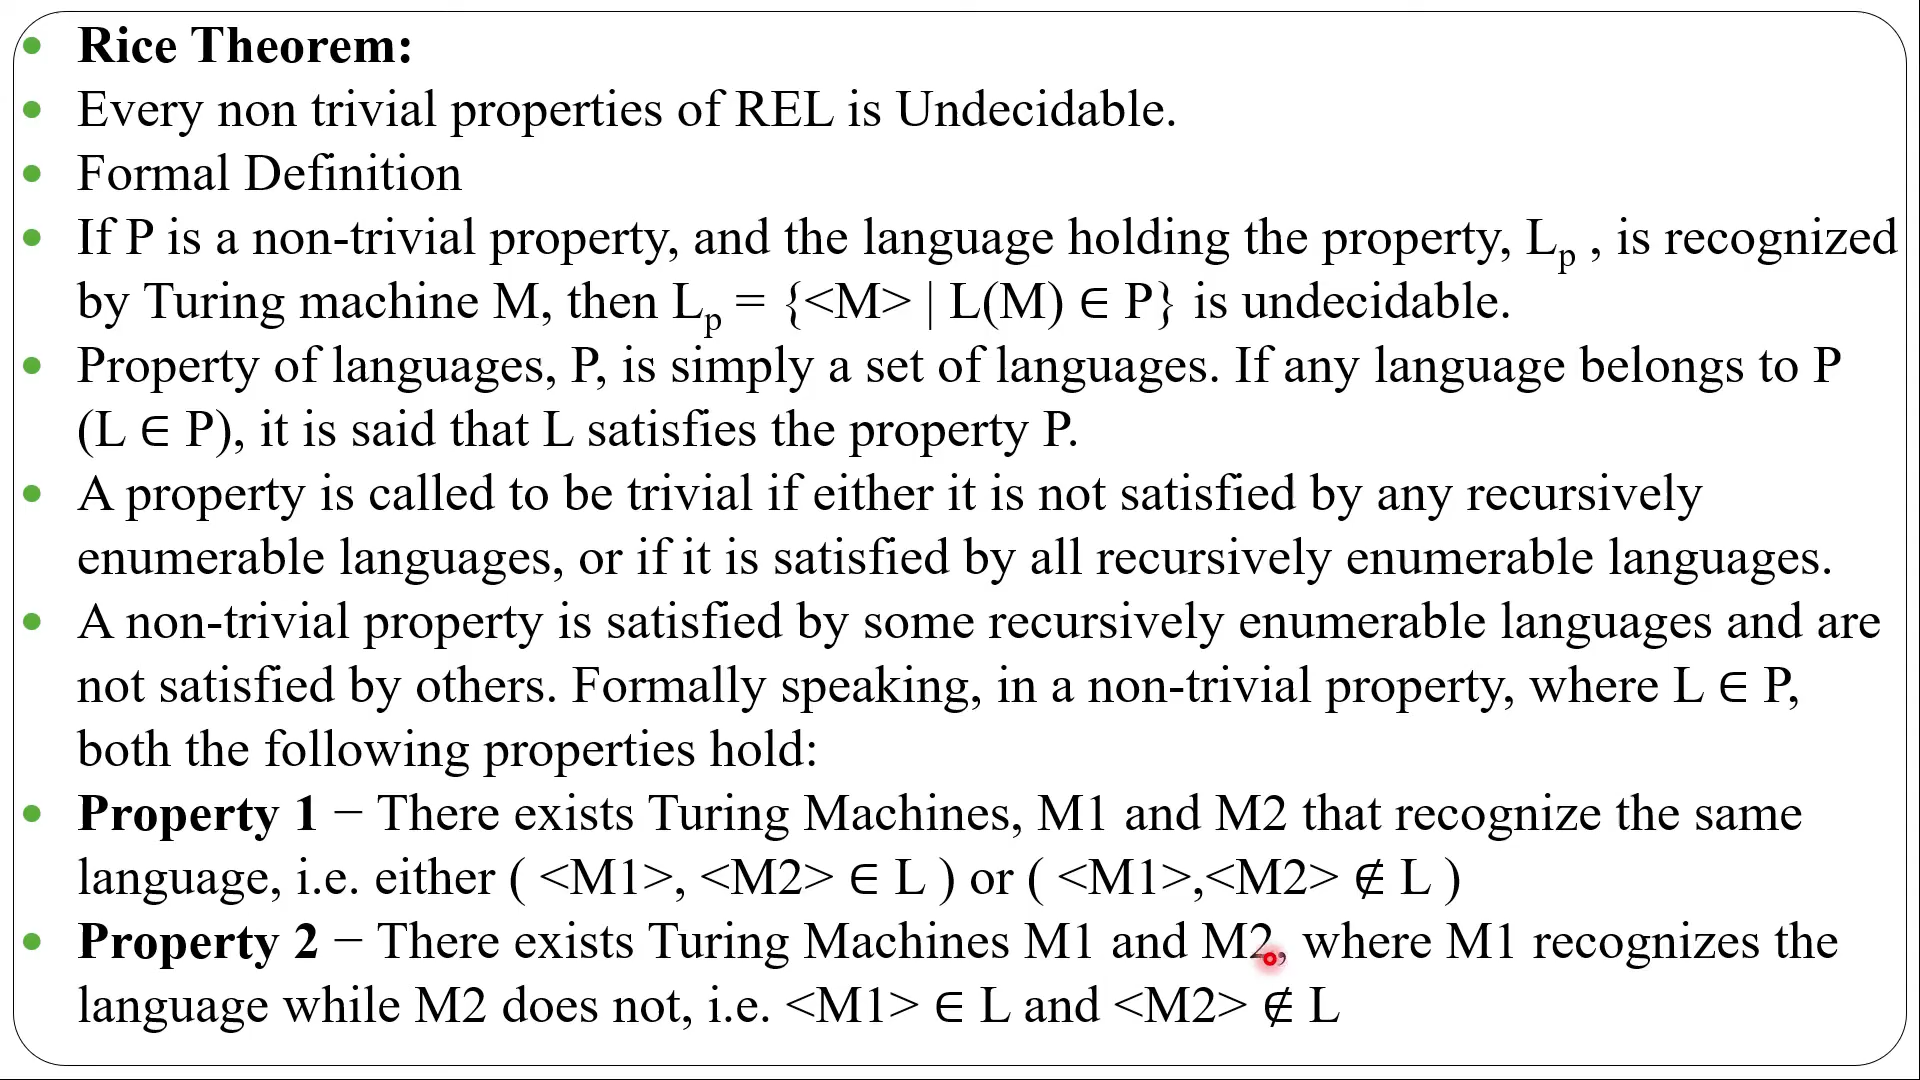 Rice Theorem:
Every non trivial properties of REL is Undecidable.
Formal Definition
If P is a non-trivial property, and the language holding the property, Lp , is recognized
by Turing machine M, then Lp = {<M> | L(M) ∈ P} is undecidable.
Property of languages, P, is simply a set of languages. If any language belongs to P
(L ∈ P), it is said that L satisfies the property P.
A property is called to be trivial if either it is not satisfied by any recursively
enumerable languages, or if it is satisfied by all recursively enumerable languages.
A non-trivial property is satisfied by some recursively enumerable languages and are
not satisfied by others. Formally speaking, in a non-trivial property, where L ∈ P,
both the following properties hold:
Property 1 − There exists Turing Machines, M1 and M2 that recognize the same
language, i.e. either ( <M1>, <M2> ∈ L ) or ( <M1>,<M2> ∉ L )
Property 2 − There exists Turing Machines M1 and M2, where M1 recognizes the
language while M2 does not, i.e. <M1> ∈ L and <M2> ∉ L